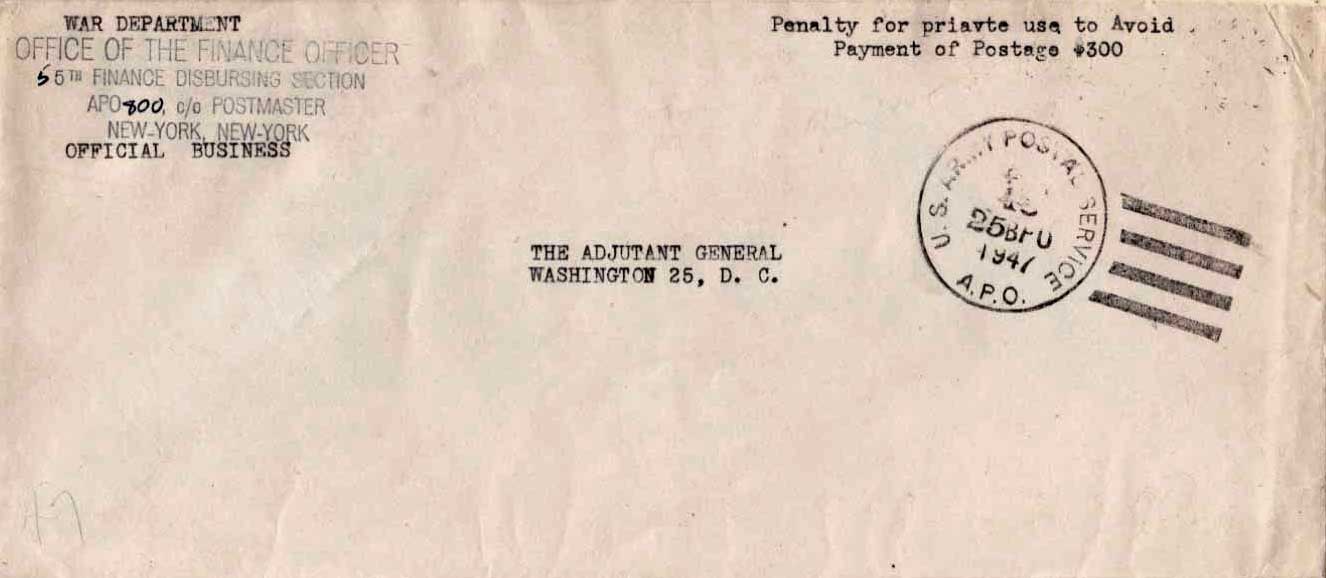 WAR DEPARTMENT
OFFICE OF THE FINANCE OFFICER
55TH FINANCE DISBURSING SECTION
APO 800, c/o POSTMASTER
NEW-YORK, NEW-YORK
OFFICIAL BUSINESS
Penalty for priavte use to Avoid
Payment of Postage $300
U.S. ARMY POSTAL SERVICE
25
1947
A.P.O.
THE ADJUTANT GENERAL
WASHINGTON 25, D. C.
47